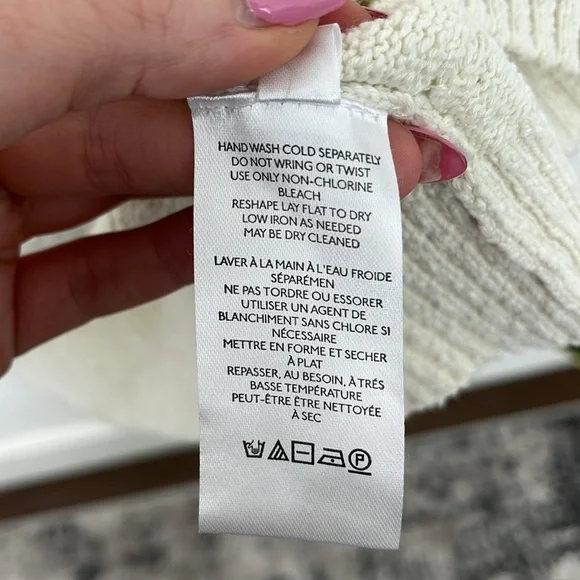 HAND WASH COLD SEPARATELY
DO NOT WRING OR TWIST
USE ONLY NON-CHLORINE
BLEACH
RESHAPE LAY FLAT TO DRY
LOW IRON AS NEEDED
MAY BE DRY CLEANED
LAVER À LA MAIN À L'EAU FROIDE
SÉPARÉMEN
NE PAS TORDRE OU ESSORER
UTILISER UN AGENT DE
BLANCHIMENT SANS CHLORE SI
NÉCESSAIRE
METTRE EN FORME ET SECHER
À PLAT
REPASSER, AU BESOIN, À TRÉS
BASSE TEMPÉRATURE
PEUT-ÊTRE ÊTRE NETTOYÉE
À SEC
P